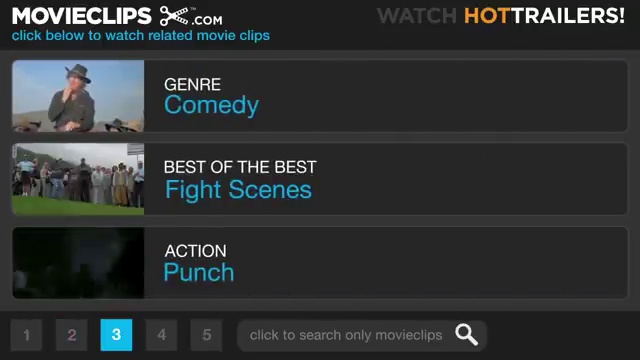 MOVIECLIPS .COM
WATCH HOTTRAILERS!
click below to watch related movie clips
GENRE
Comedy
BEST OF THE BEST
Fight Scenes
ACTION
Punch
1 2 3 4 5
click to search only movieclips